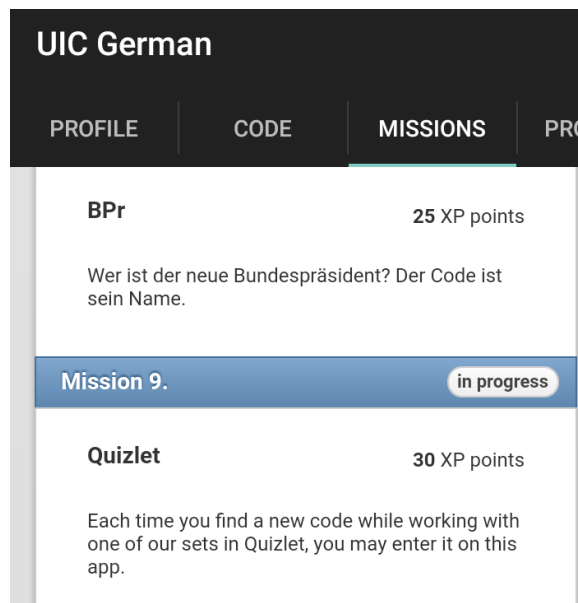 UIC German
PROFILE CODE MISSIONS PRO
BPr 25 XP points
Wer ist der neue Bundespräsident? Der Code ist
sein Name.
Mission 9. in progress
Quizlet 30 XP points
Each time you find a new code while working with
one of our sets in Quizlet, you may enter it on this
app.